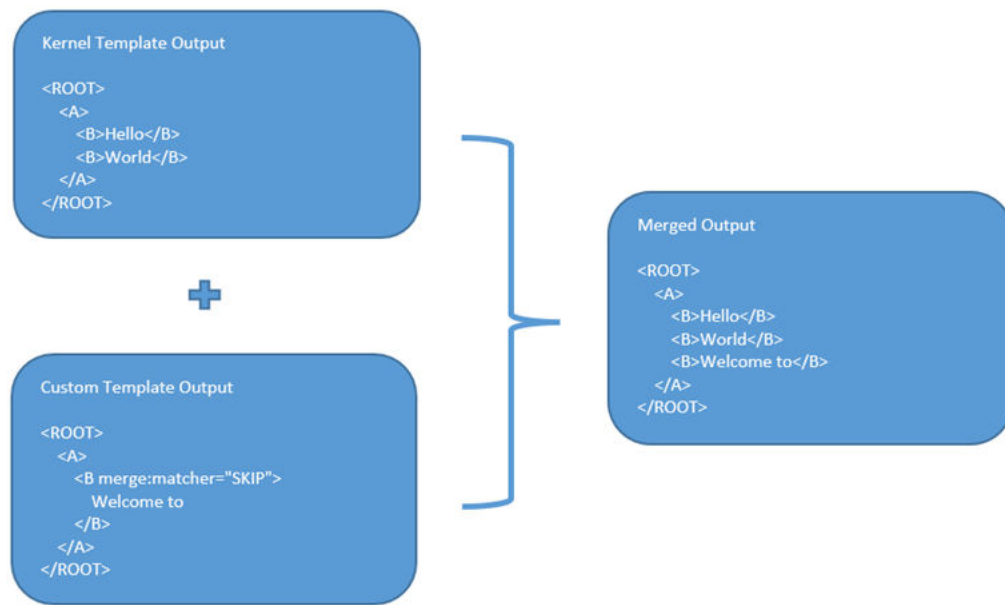 Kernel Template Output
<ROOT>
<A>
<B>Hello</B>
<B>World</B>
</A>
</ROOT>
Custom Template Output
<ROOT>
<A>
<B merge:matcher="SKIP">
Welcome to
</B>
</A>
</ROOT>
Merged Output
<ROOT>
<A>
<B>Hello</B>
<B>World</B>
<B>Welcome to</B>
</A>
</ROOT>